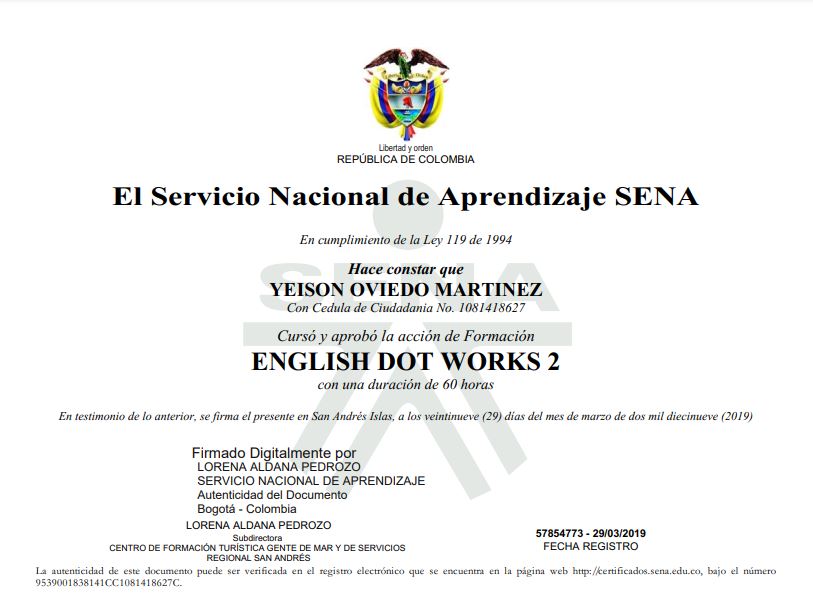 Libertad y orden
REPÚBLICA DE COLOMBIA
El Servicio Nacional de Aprendizaje SENA
En cumplimiento de la Ley 119 de 1994
SENA
Hace constar que
YEISON OVIEDO MARTINEZ
Con Cedula de Ciudadania No. 1081418627
Cursó y aprobó la acción de Formación
ENGLISH DOT WORKS 2
con una duración de 60 horas
En testimonio de lo anterior, se firma el presente en San Andrés Islas, a los veintinueve (29) días del mes de marzo de dos mil diecinueve (2019)
Firmado Digitalmente por
LORENA ALDANA PEDROZO
SERVICIO NACIONAL DE APRENDIZAJE
Autenticidad del Documento
Bogotá - Colombia
LORENA ALDANA PEDROZO
Subdirectora
CENTRO DE FORMACIÓN TURÍSTICA GENTE DE MAR Y DE SERVICIOS
REGIONAL SAN ANDRÉS
57854773 - 29/03/2019
FECHA REGISTRO
La autenticidad de este documento puede ser verificada en el registro electrónico que se encuentra en la página web http://certificados.sena.edu.co, bajo el número
9539001838141CC1081418627C.